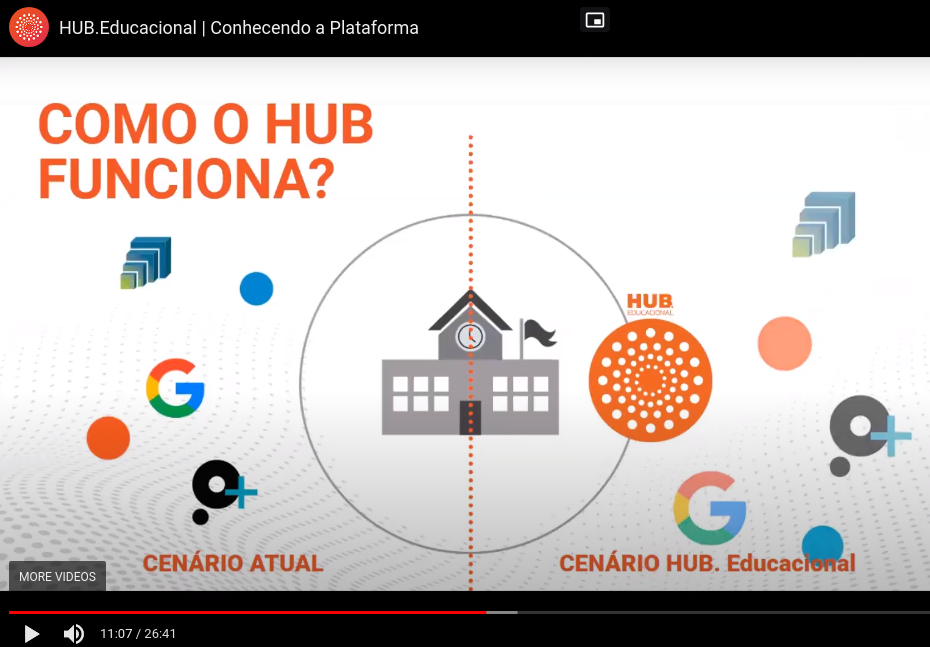 HUB.Educacional | Conhecendo a Plataforma
COMO O HUB
FUNCIONA?
HUB.
EDUCACIONAL
CENÁRIO ATUAL
CENÁRIO HUB. Educacional
MORE VIDEOS
11:07 / 26:41